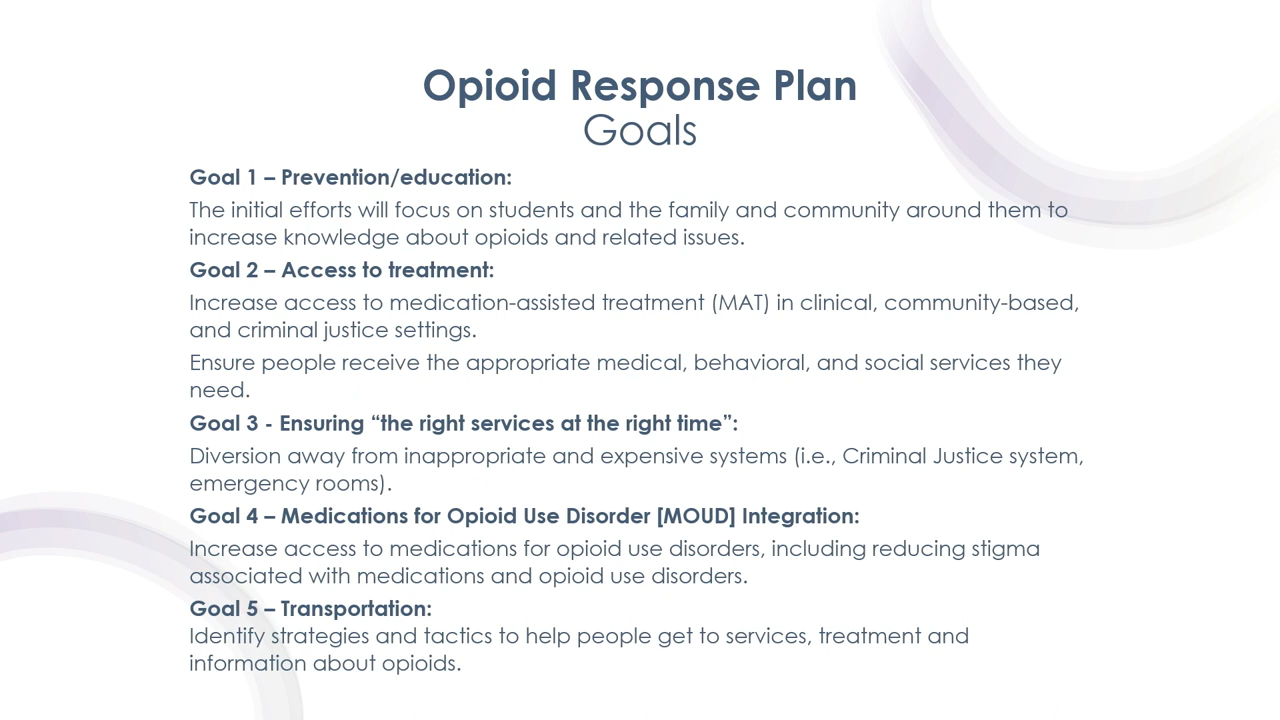 Opioid Response Plan
Goals
Goal 1 – Prevention/education:
The initial efforts will focus on students and the family and community around them to
increase knowledge about opioids and related issues.
Goal 2 – Access to treatment:
Increase access to medication-assisted treatment (MAT) in clinical, community-based,
and criminal justice settings.
Ensure people receive the appropriate medical, behavioral, and social services they
need.
Goal 3 - Ensuring “the right services at the right time”:
Diversion away from inappropriate and expensive systems (i.e., Criminal Justice system,
emergency rooms).
Goal 4 – Medications for Opioid Use Disorder [MOUD] Integration:
Increase access to medications for opioid use disorders, including reducing stigma
associated with medications and opioid use disorders.
Goal 5 – Transportation:
Identify strategies and tactics to help people get to services, treatment and
information about opioids.